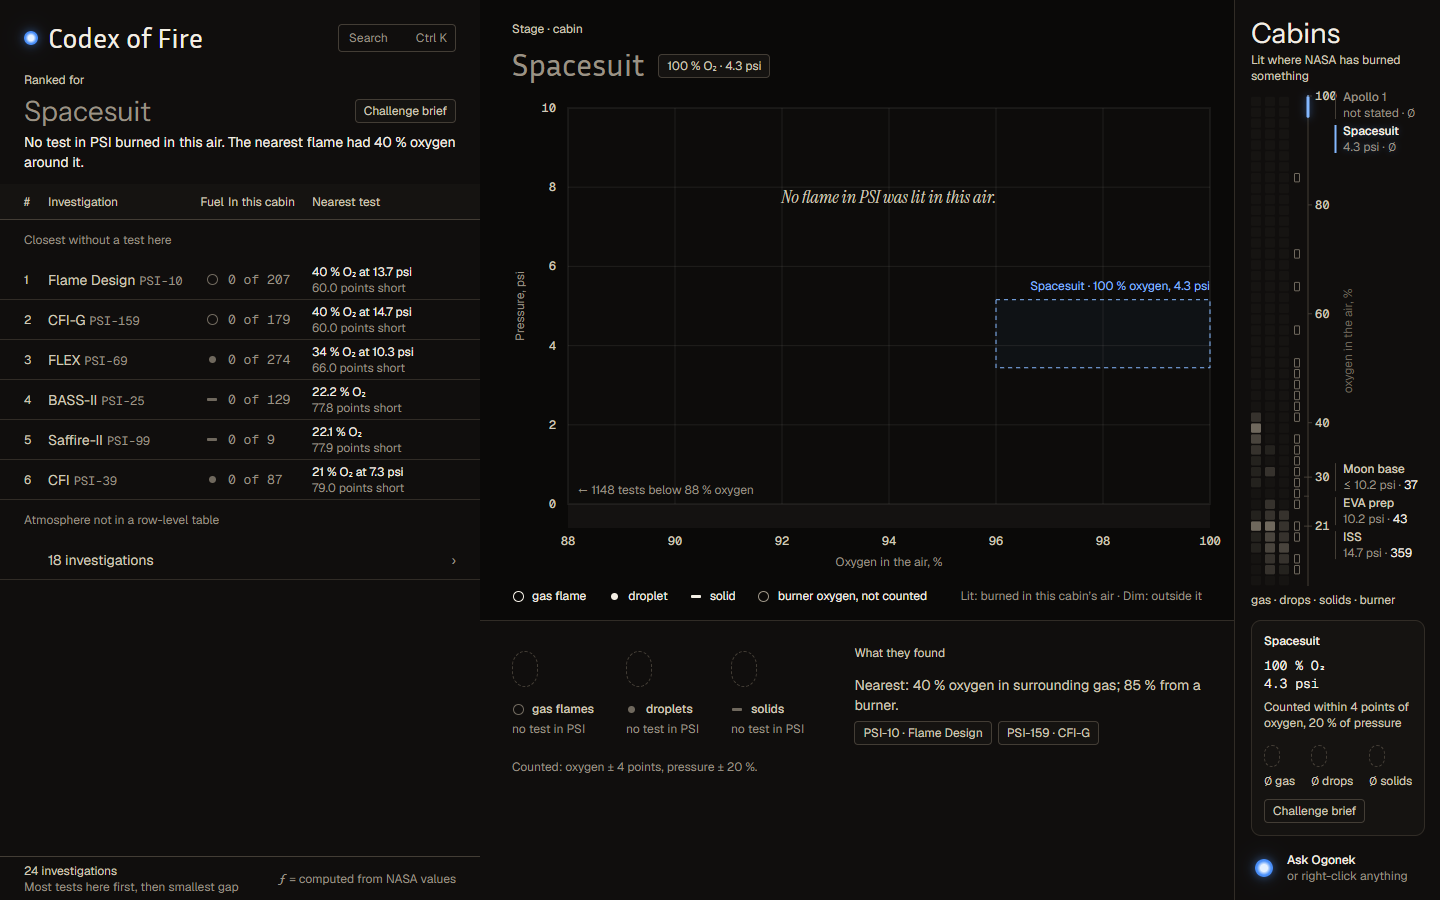 Codex of Fire
Search Ctrl K
Ranked for
Spacesuit
Challenge brief
No test in PSI burned in this air. The nearest flame had 40 % oxygen
around it.
# Investigation Fuel In this cabin Nearest test
Closest without a test here
1 Flame Design PSI-10 0 of 207 40 % O₂ at 13.7 psi
60.0 points short
2 CFI-G PSI-159 0 of 179 40 % O₂ at 14.7 psi
60.0 points short
3 FLEX PSI-69 0 of 274 34 % O₂ at 10.3 psi
66.0 points short
4 BASS-II PSI-25 0 of 129 22.2 % O₂
77.8 points short
5 Saffire-II PSI-99 0 of 9 22.1 % O₂
77.9 points short
6 CFI PSI-39 0 of 87 21 % O₂ at 7.3 psi
79.0 points short
Atmosphere not in a row-level table
18 investigations ›
24 investigations
Most tests here first, then smallest gap
ƒ = computed from NASA values
Stage · cabin
Spacesuit 100 % O₂ · 4.3 psi
10
8
6
4
2
0
Pressure, psi
No flame in PSI was lit in this air.
Spacesuit · 100 % oxygen, 4.3 psi
← 1148 tests below 88 % oxygen
88 90 92 94 96 98 100
Oxygen in the air, %
gas flame droplet solid burner oxygen, not counted Lit: burned in this cabin's air · Dim: outside it
gas flames droplets solids
no test in PSI no test in PSI no test in PSI
Counted: oxygen ± 4 points, pressure ± 20 %.
What they found
Nearest: 40 % oxygen in surrounding gas; 85 % from a
burner.
PSI-10 · Flame Design PSI-159 · CFI-G
Cabins
Lit where NASA has burned
something
100 Apollo 1
not stated · Ø
Spacesuit
4.3 psi · Ø
80
60
oxygen in the air, %
40
30
21
Moon base
≤ 10.2 psi · 37
EVA prep
10.2 psi · 43
ISS
14.7 psi · 359
gas · drops · solids · burner
Spacesuit
100 % O₂
4.3 psi
Counted within 4 points of
oxygen, 20 % of pressure
Ø gas Ø drops Ø solids
Challenge brief
Ask Ogonek
or right-click anything